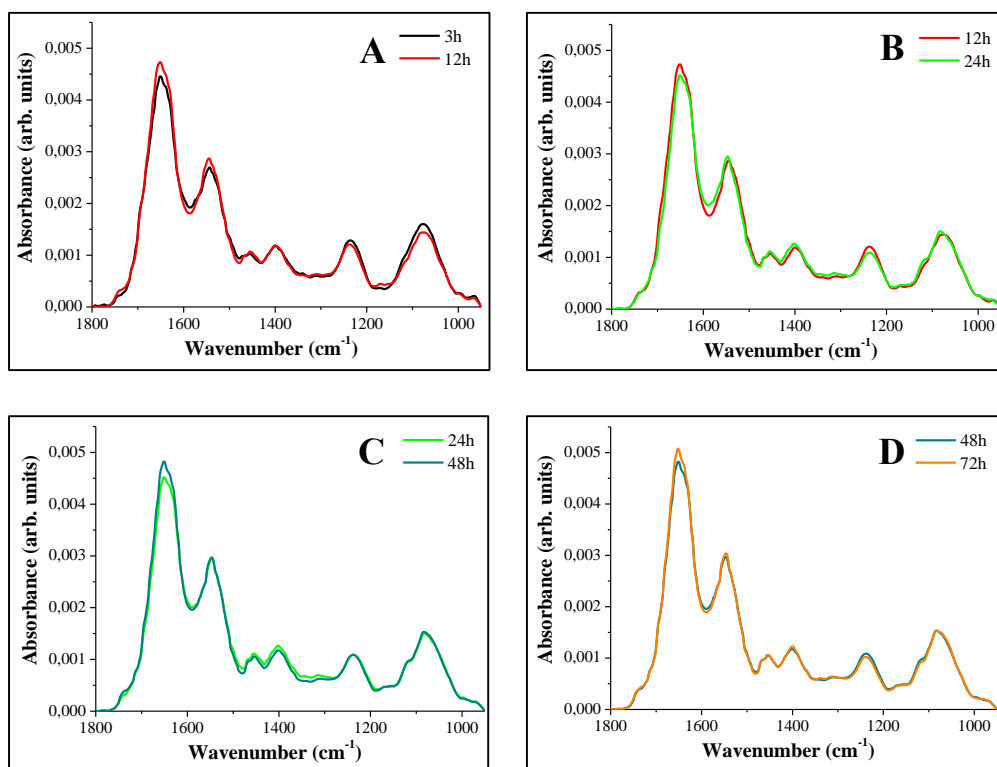 A
3h
12h
0,005
0,004
0,003
0,002
0,001
0,000
Absorbance (arb. units)
1800 1600 1400 1200 1000
Wavenumber (cm-1)
B
12h
24h
0,005
0,004
0,003
0,002
0,001
0,000
Absorbance (arb. units)
1800 1600 1400 1200 1000
Wavenumber (cm-1)
C
24h
48h
0,005
0,004
0,003
0,002
0,001
0,000
Absorbance (arb. units)
1800 1600 1400 1200 1000
Wavenumber (cm-1)
D
48h
72h
0,005
0,004
0,003
0,002
0,001
0,000
Absorbance (arb. units)
1800 1600 1400 1200 1000
Wavenumber (cm-1)